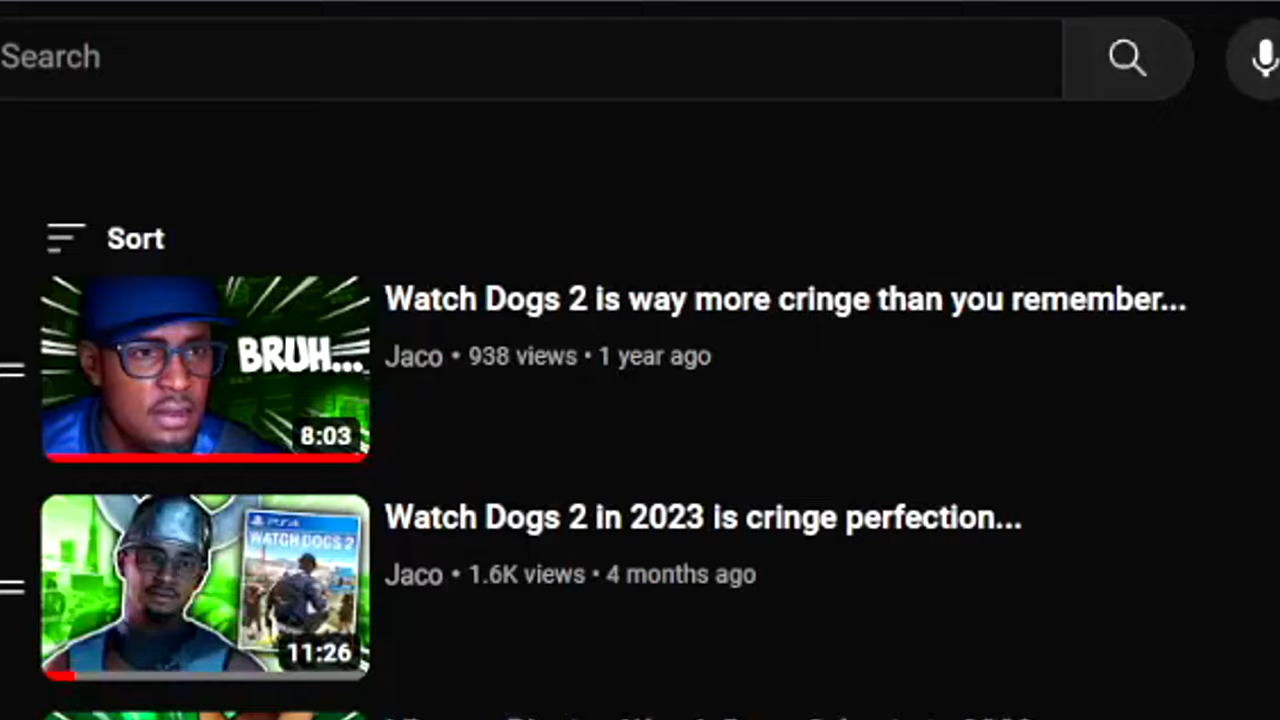 Search
Sort
BRUH...
8:03
Watch Dogs 2 is way more cringe than you remember...
Jaco • 938 views • 1 year ago
WATCH DOGS 2
11:26
Watch Dogs 2 in 2023 is cringe perfection...
Jaco • 1.6K views • 4 months ago